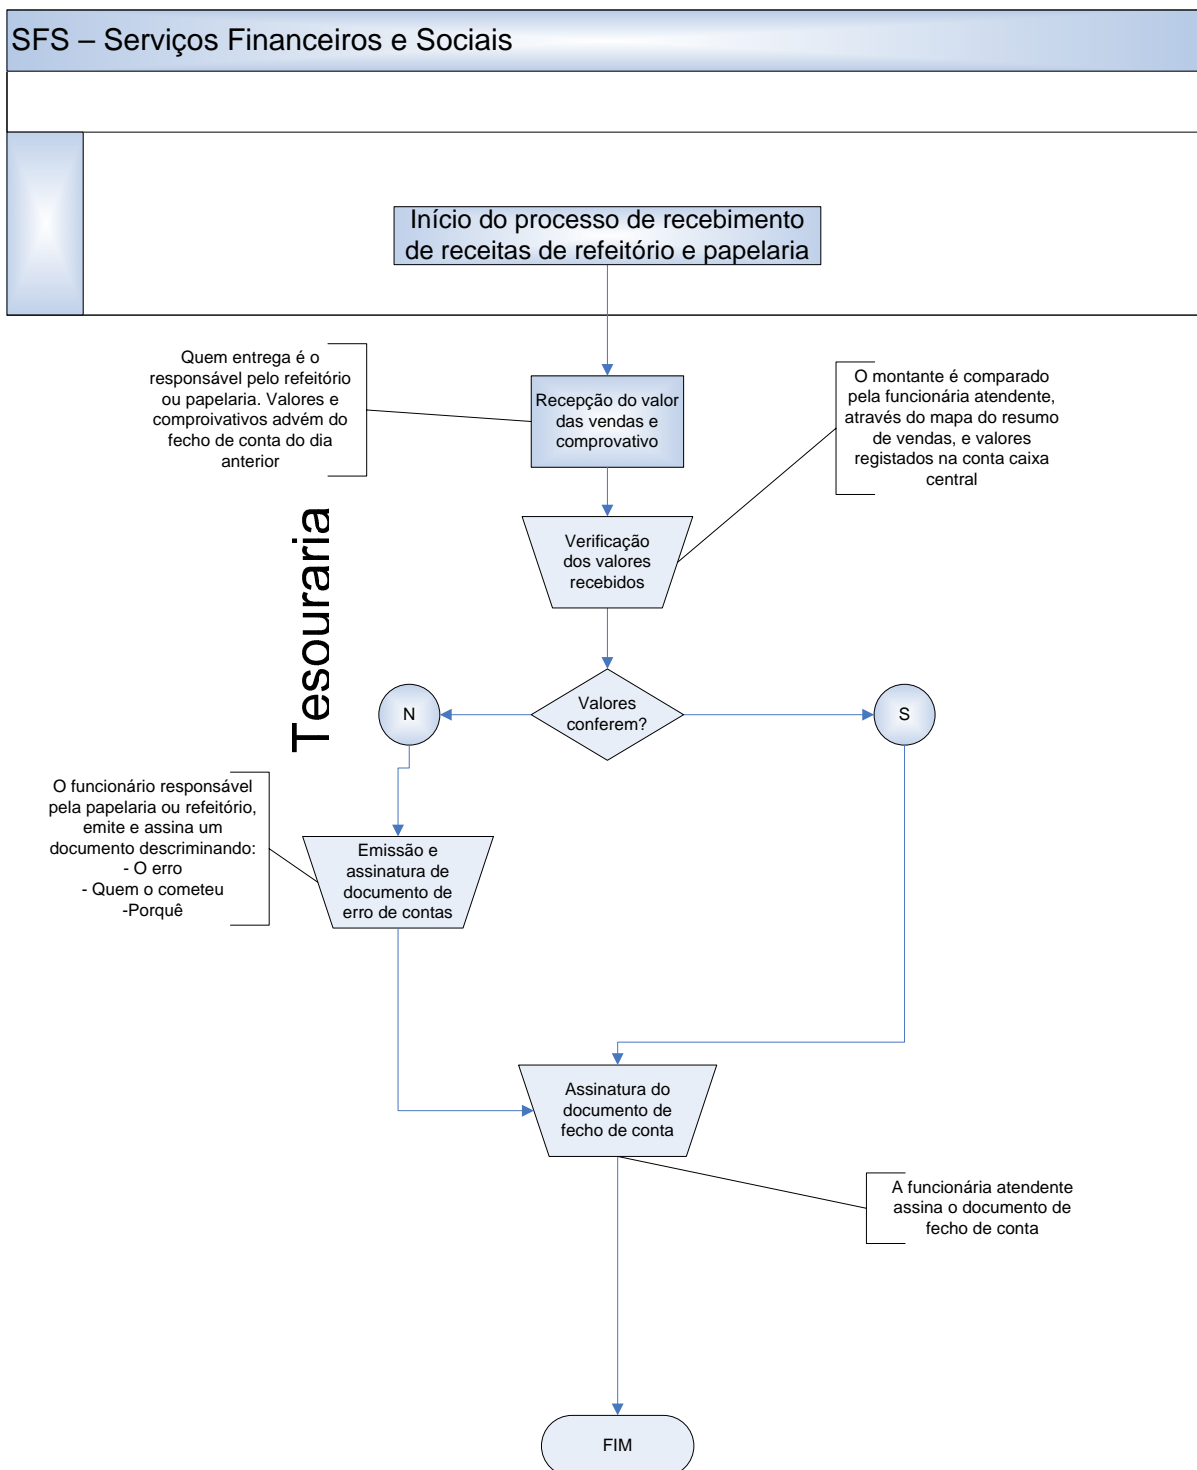 SFS – Serviços Financeiros e Sociais
Início do processo de recebimento
de receitas de refeitório e papelaria
Quem entrega é o
responsável pelo refeitório
ou papelaria. Valores e
comproivativos advém do
fecho de conta do dia
anterior
Recepção do valor
das vendas e
comprovativo
O montante é comparado
pela funcionária atendente,
através do mapa do resumo
de vendas, e valores
registados na conta caixa
central
Tesouraria
Verificação
dos valores
recebidos
Valores
conferem?
N
S
O funcionário responsável
pela papelaria ou refeitório,
emite e assina um
documento descriminando:
- O erro
- Quem o cometeu
-Porquê
Emissão e
assinatura de
documento de
erro de contas
Assinatura do
documento de
fecho de conta
A funcionária atendente
assina o documento de
fecho de conta
FIM